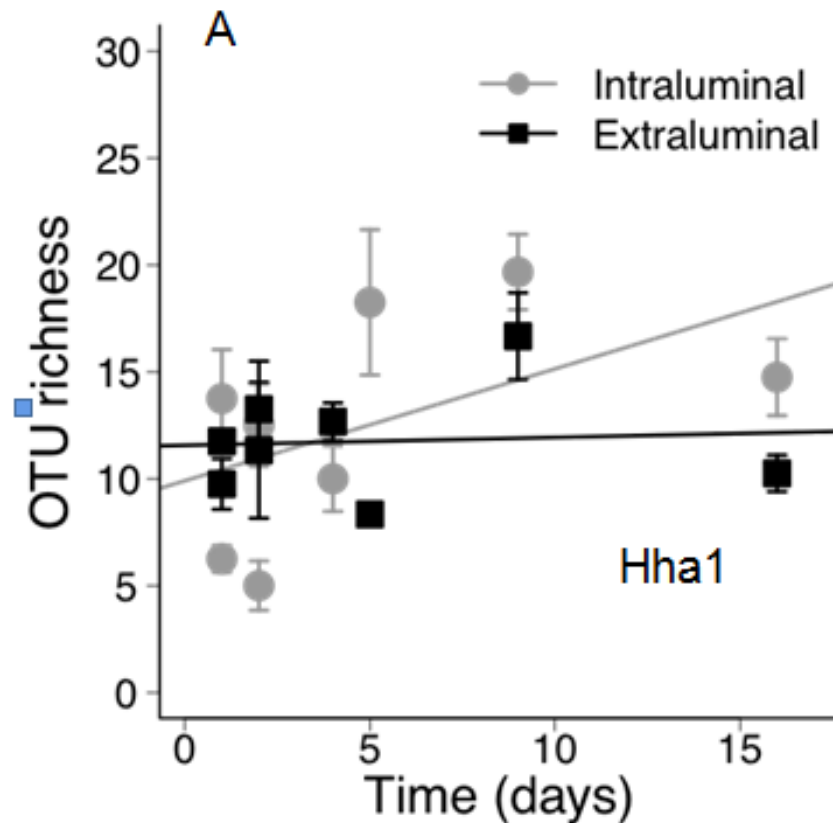 A
30
25
20
15
10
5
0
OTU richness
Intraluminal
Extraluminal
Hha1
0 5 10 15
Time (days)